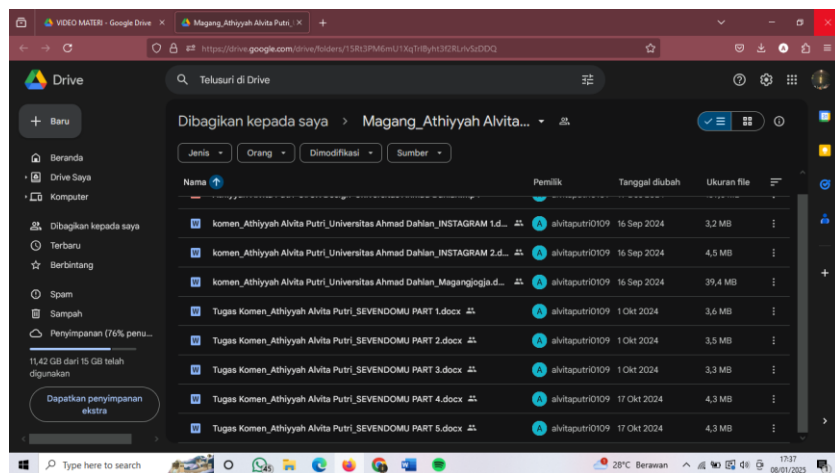 VIDEO MATERI - Google Drive
Magang_Athiyyah Alvita Putri_
https://drive.google.com/drive/folders/
Drive
Telusuri di Drive
Baru
Dibagikan kepada saya > Magang_Athiyyah Alvita...
Jenis Orang Dimodifikasi Sumber
Beranda
Drive Saya
Komputer
Dibagikan kepada saya
Terbaru
Berbintang
Spam
Sampah
Penyimpanan (76% penu...
11,42 GB dari 15 GB telah
digunakan
Dapatkan penyimpanan
ekstra
Nama Pemilik Tanggal diubah Ukuran file
komen_Athiyyah Alvita Putri_Universitas Ahmad Dahlan_INSTAGRAM 1.d... A alvitaputri0109 16 Sep 2024 3,2 MB
komen_Athiyyah Alvita Putri_Universitas Ahmad Dahlan_INSTAGRAM 2.d... A alvitaputri0109 16 Sep 2024 4,5 MB
komen_Athiyyah Alvita Putri_Universitas Ahmad Dahlan_Magangjogja.d... A alvitaputri0109 16 Sep 2024 39,4 MB
Tugas Komen_Athiyyah Alvita Putri_SEVENDOMU PART 1.docx A alvitaputri0109 1 Okt 2024 3,6 MB
Tugas Komen_Athiyyah Alvita Putri_SEVENDOMU PART 2.docx A alvitaputri0109 1 Okt 2024 3,5 MB
Tugas Komen_Athiyyah Alvita Putri_SEVENDOMU PART 3.docx A alvitaputri0109 1 Okt 2024 3,3 MB
Tugas Komen_Athiyyah Alvita Putri_SEVENDOMU PART 4.docx A alvitaputri0109 17 Okt 2024 4,3 MB
Tugas Komen_Athiyyah Alvita Putri_SEVENDOMU PART 5.docx A alvitaputri0109 17 Okt 2024 4,3 MB
Type here to search
28°C Berawan
17:37
08/01/2025